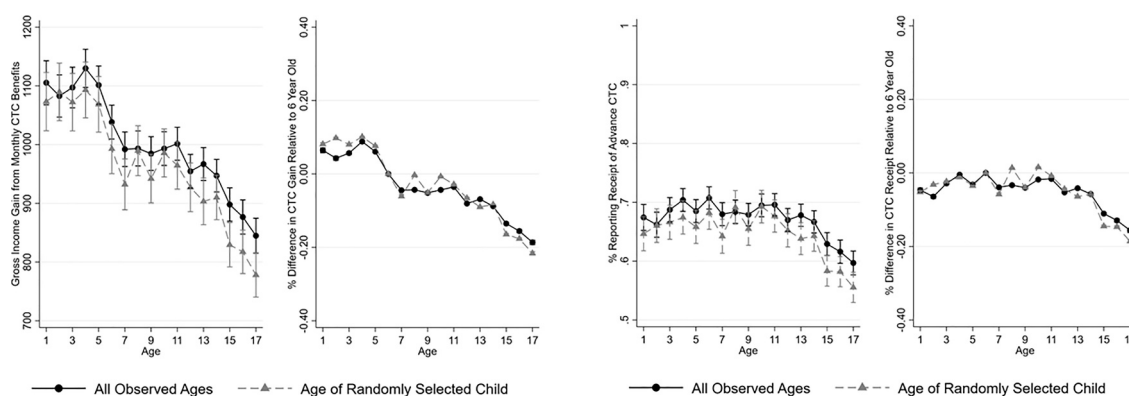 Gross Income Gain from Monthly CTC Benefits
1200
1100
1000
900
800
700
1 3 5 7 9 11 13 15 17
Age
% Difference in CTC Gain Relative to 6 Year Old
0.40
0.20
0.00
-0.20
-0.40
1 3 5 7 9 11 13 15 17
Age
All Observed Ages
Age of Randomly Selected Child
% Reporting Receipt of Advance CTC
1
.9
.8
.7
.6
.5
1 3 5 7 9 11 13 15 17
Age
% Difference in CTC Receipt Relative to 6 Year Old
0.40
0.20
0.00
-0.20
-0.40
1 3 5 7 9 11 13 15
Age
All Observed Ages
Age of Randomly Selected Child